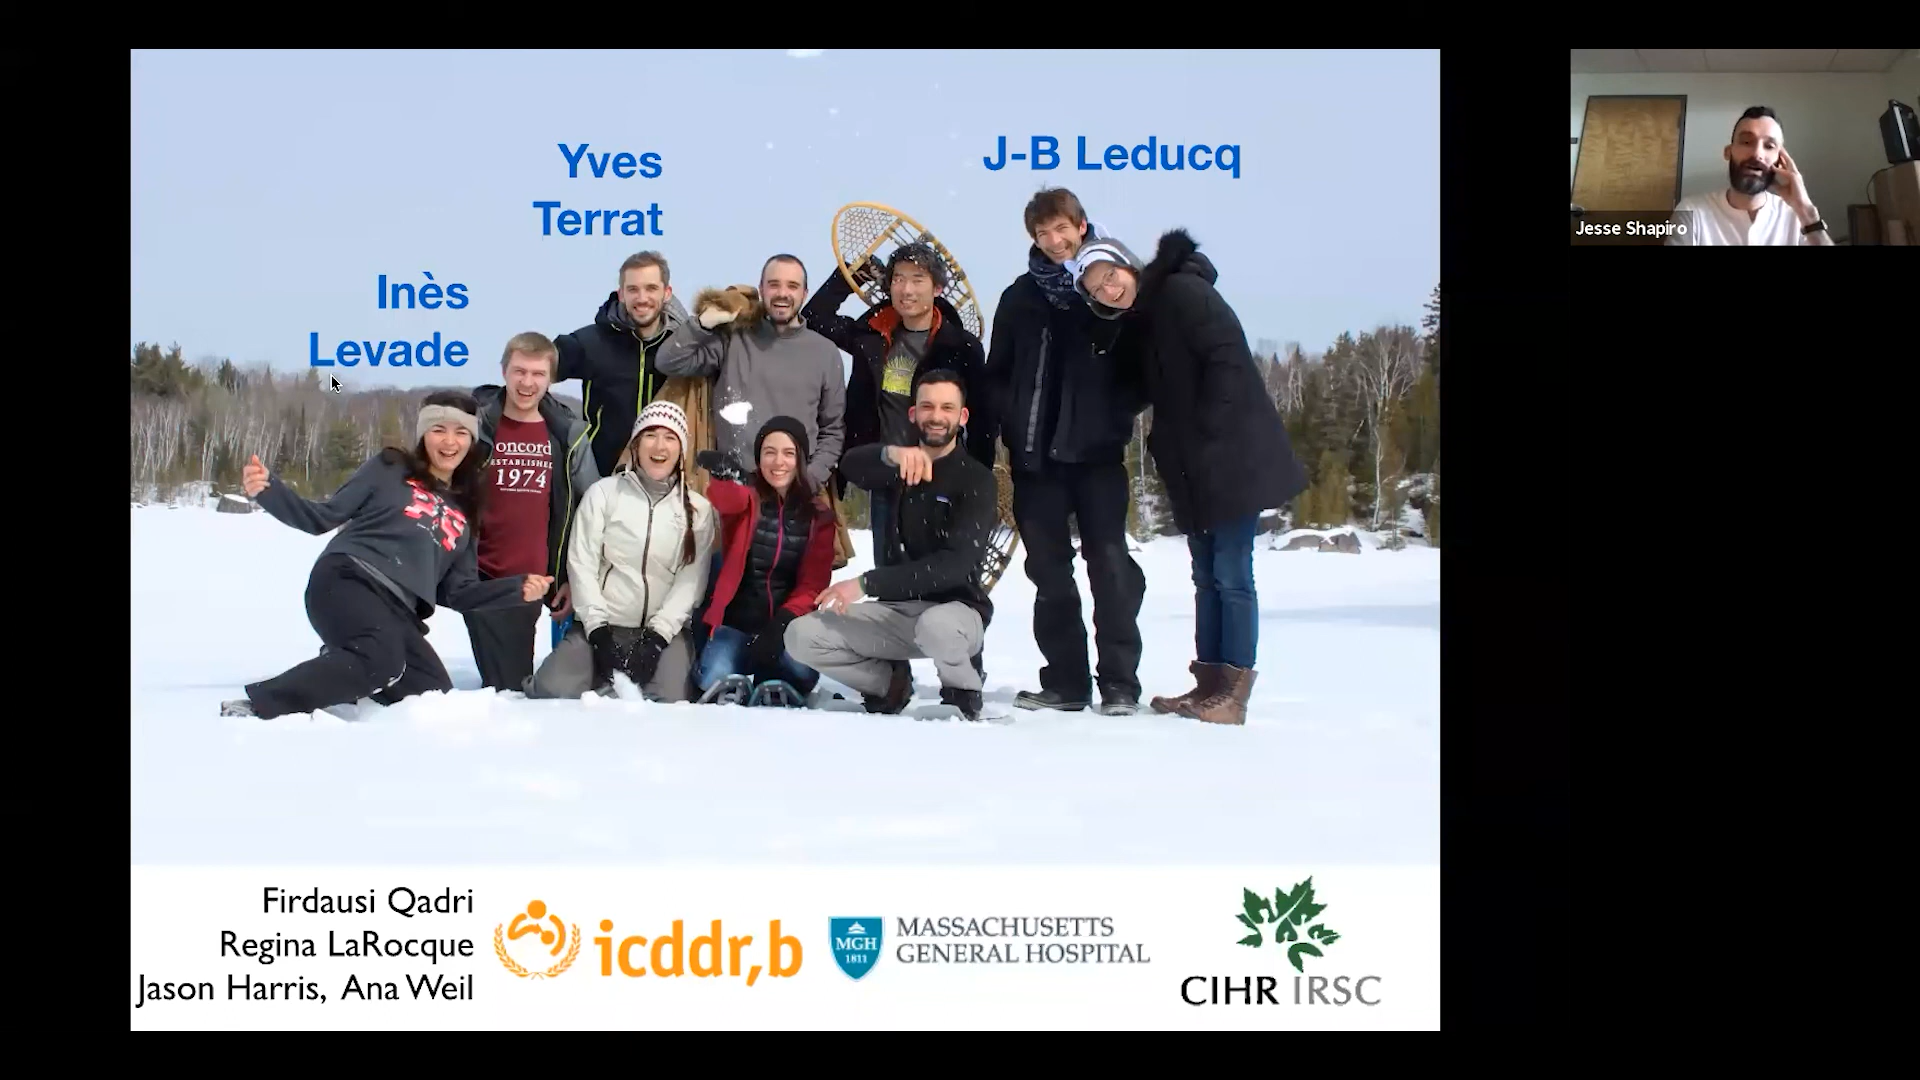 Yves
Terrat
J-B Leducq
Inès
Levade
oncord
ESTABLISHED
1974
Jesse Shapiro
Firdausi Qadri
Regina LaRocque
Jason Harris, Ana Weil
icddr,b
MGH
1811
MASSACHUSETTS
GENERAL HOSPITAL
CIHR IRSC